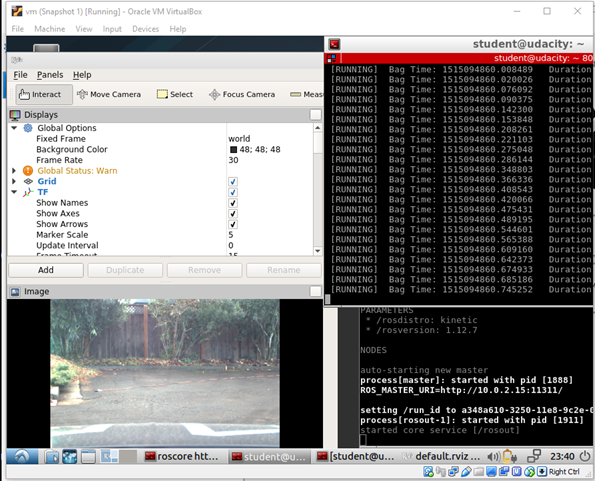 vm (Snapshot 1) [Running] - Oracle VM VirtualBox
File Machine View Input Devices Help
File Panels Help
Interact Move Camera Select Focus Camera Meas
Displays
Global Options
Fixed Frame world
Background Color 48; 48; 48
Frame Rate 30
Global Status: Warn
Grid
TF
Show Names
Show Axes
Show Arrows
Marker Scale 5
Update Interval 0
Frame Timeout 15
Add Duplicate Remove Rename
Image
student@udacity: ~
student@udacity: ~ 80
[RUNNING] Bag Time: 1515094860.008489 Duration:
[RUNNING] Bag Time: 1515094860.020026 Duration:
[RUNNING] Bag Time: 1515094860.076092 Duration:
[RUNNING] Bag Time: 1515094860.090375 Duration:
[RUNNING] Bag Time: 1515094860.142300 Duration:
[RUNNING] Bag Time: 1515094860.153848 Duration:
[RUNNING] Bag Time: 1515094860.208261 Duration:
[RUNNING] Bag Time: 1515094860.221103 Duration:
[RUNNING] Bag Time: 1515094860.275048 Duration:
[RUNNING] Bag Time: 1515094860.286144 Duration:
[RUNNING] Bag Time: 1515094860.348803 Duration:
[RUNNING] Bag Time: 1515094860.366336 Duration:
[RUNNING] Bag Time: 1515094860.408543 Duration:
[RUNNING] Bag Time: 1515094860.420066 Duration:
[RUNNING] Bag Time: 1515094860.475431 Duration:
[RUNNING] Bag Time: 1515094860.489195 Duration:
[RUNNING] Bag Time: 1515094860.544601 Duration:
[RUNNING] Bag Time: 1515094860.565388 Duration:
[RUNNING] Bag Time: 1515094860.609160 Duration:
[RUNNING] Bag Time: 1515094860.642373 Duration:
[RUNNING] Bag Time: 1515094860.674933 Duration:
[RUNNING] Bag Time: 1515094860.685186 Duration:
[RUNNING] Bag Time: 1515094860.745252 Duration:
PARAMETERS
* /rosdistro: kinetic
* /rosversion: 1.12.7
NODES
auto-starting new master
process[master]: started with pid [1888]
ROS_MASTER_URI=http://10.0.2.15:11311/
setting /run_id to a348a610-3250-11e8-9c2e-0
process[rosout-1]: started with pid [1911]
started core service [/rosout]
roscore htt... student@u... [student@u... default.rviz ... 23:40
Right Ctrl